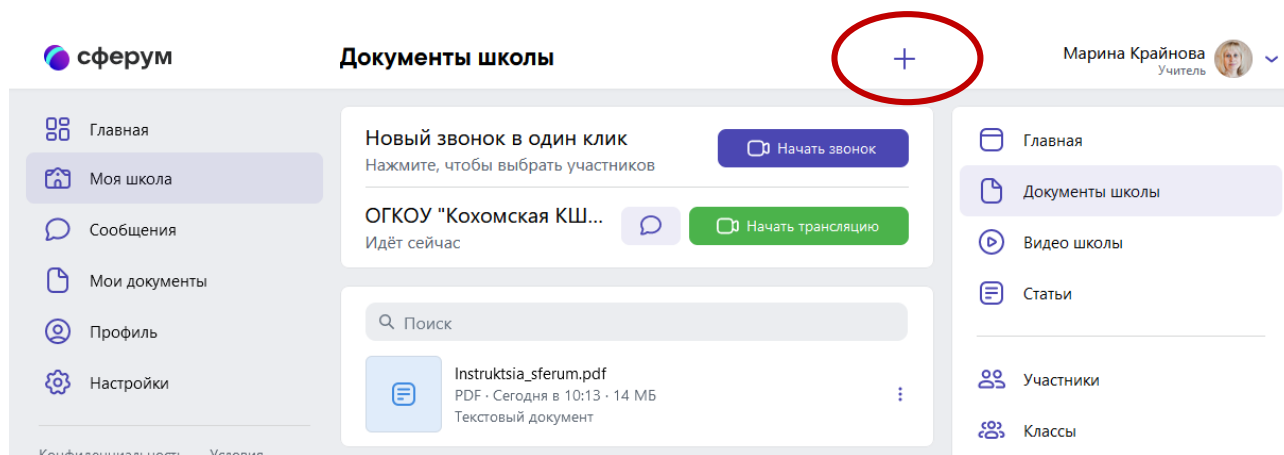 сферум
Документы школы
Марина Крайнова
Учитель
Главная
Моя школа
Сообщения
Мои документы
Профиль
Настройки
Конфиденциальность Условия
Новый звонок в один клик
Нажмите, чтобы выбрать участников
Начать звонок
ОГКОУ "Кохомская КШ...
Идёт сейчас
Начать трансляцию
Поиск
Instruktsia_sferum.pdf
PDF · Сегодня в 10:13 · 14 МБ
Текстовый документ
Главная
Документы школы
Видео школы
Статьи
Участники
Классы